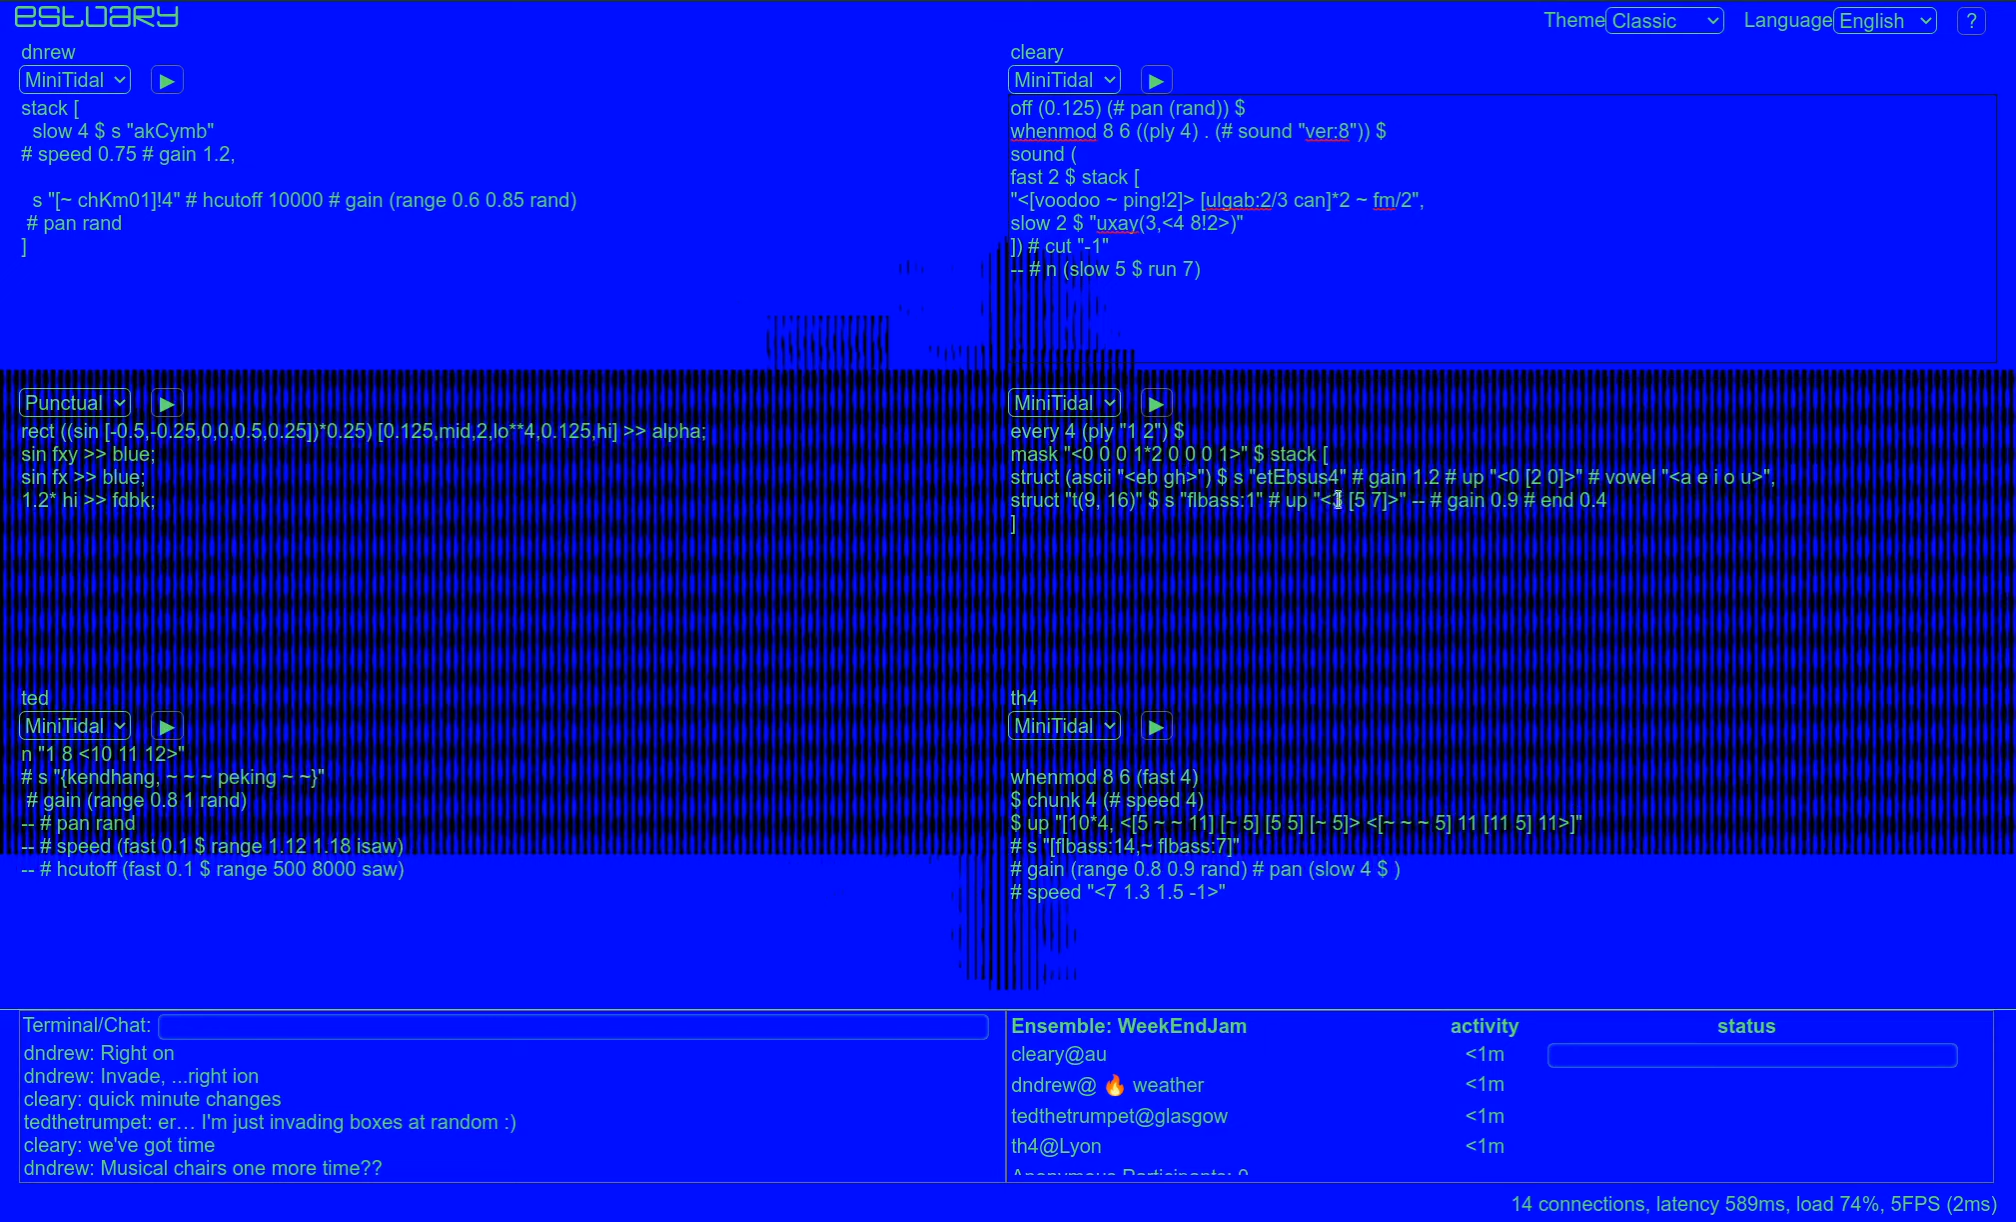 estuary
Theme Classic Language English ?
dnrew
MiniTidal ▶
stack [
slow 4 $ s "akCymb"
# speed 0.75 # gain 1.2,
s "[~ chKm01]!4" # hcutoff 10000 # gain (range 0.6 0.85 rand)
# pan rand
]
cleary
MiniTidal ▶
off (0.125) (# pan (rand)) $
whenmod 8 6 ((ply 4) . (# sound "ver:8")) $
sound (
fast 2 $ stack [
"<[voodoo ~ ping!2]> [ulgab:2/3 can]*2 ~ fm/2",
slow 2 $ "uxay(3,<4 8!2>)"
]) # cut "-1"
-- # n (slow 5 $ run 7)
Punctual ▶
rect ((sin [-0.5,-0.25,0,0,0.5,0.25])*0.25) [0.125,mid,2,lo**4,0.125,hi] >> alpha;
sin fxy >> blue;
sin fx >> blue;
1.2* hi >> fdbk;
MiniTidal ▶
every 4 (ply "1 2") $
mask "<0 0 0 1*2 0 0 0 1>" $ stack [
struct (ascii "<eb gh>") $ s "etEbsus4" # gain 1.2 # up "<0 [2 0]>" # vowel "<a e i o u>",
struct "t(9, 16)" $ s "flbass:1" # up "< [5 7]>" -- # gain 0.9 # end 0.4
]
ted
MiniTidal ▶
n "1 8 <10 11 12>"
# s "{kendhang, ~ ~ ~ peking ~ ~}"
# gain (range 0.8 1 rand)
-- # pan rand
-- # speed (fast 0.1 $ range 1.12 1.18 isaw)
-- # hcutoff (fast 0.1 $ range 500 8000 saw)
th4
MiniTidal ▶
whenmod 8 6 (fast 4)
$ chunk 4 (# speed 4)
$ up "[10*4, <[5 ~ ~ 11] [~ 5] [5 5] [~ 5]> <[~ ~ ~ 5] 11 [11 5] 11>]"
# s "[flbass:14,~ flbass:7]"
# gain (range 0.8 0.9 rand) # pan (slow 4 $ )
# speed "<7 1.3 1.5 -1>"
Terminal/Chat:
dndrew: Right on
dndrew: Invade, ...right ion
cleary: quick minute changes
tedthetrumpet: er… I'm just invading boxes at random :)
cleary: we've got time
dndrew: Musical chairs one more time??
Ensemble: WeekEndJam activity status
cleary@au <1m
dndrew@ 🔥 weather <1m
tedthetrumpet@glasgow <1m
th4@Lyon <1m
Anonymous Participants: 0
14 connections, latency 589ms, load 74%, 5FPS (2ms)